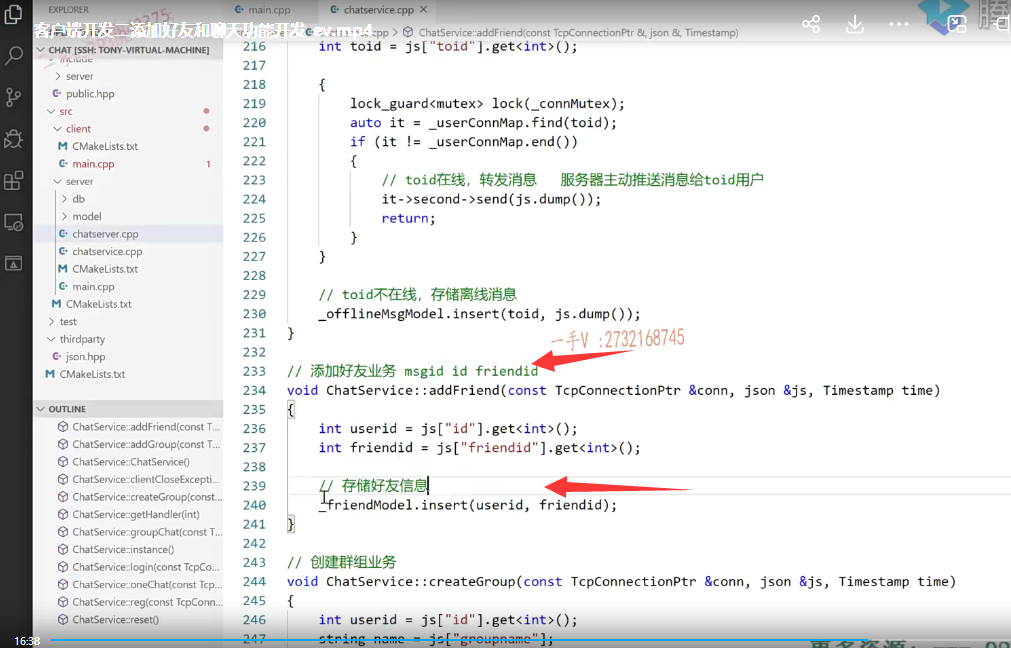 EXPLORER
main.cpp
chatservice.cpp ×
客户端开发二添加好友和聊天功能开发_ev.mp4
ChatService::addFriend(const TcpConnectionPtr &, json &, Timestamp)
CHAT [SSH: TONY-VIRTUAL-MACHINE]
include
server
public.hpp
src
client
CMakeLists.txt
main.cpp 1
server
db
model
chatserver.cpp
chatservice.cpp
CMakeLists.txt
main.cpp
CMakeLists.txt
test
thirdparty
json.hpp
CMakeLists.txt
OUTLINE
ChatService::addFriend(const T...
ChatService::addGroup(const T...
ChatService::ChatService()
ChatService::clientCloseExcepti...
ChatService::createGroup(const...
ChatService::getHandler(int)
ChatService::groupChat(const T...
ChatService::instance()
ChatService::login(const TcpCo...
ChatService::oneChat(const Tcp...
ChatService::reg(const TcpConn...
ChatService::reset()
216 int toid = js["toid"].get<int>();
217
218 {
219 lock_guard<mutex> lock(_connMutex);
220 auto it = _userConnMap.find(toid);
221 if (it != _userConnMap.end())
222 {
223 // toid在线，转发消息 服务器主动推送消息给toid用户
224 it->second->send(js.dump());
225 return;
226 }
227 }
228
229 // toid不在线，存储离线消息
230 _offlineMsgModel.insert(toid, js.dump());
231 }
一手V :2732168745
232
233 // 添加好友业务 msgid id friendid
234 void ChatService::addFriend(const TcpConnectionPtr &conn, json &js, Timestamp time)
235 {
236 int userid = js["id"].get<int>();
237 int friendid = js["friendid"].get<int>();
238
239 // 存储好友信息
240 _friendModel.insert(userid, friendid);
241 }
242
243 // 创建群组业务
244 void ChatService::createGroup(const TcpConnectionPtr &conn, json &js, Timestamp time)
245 {
246 int userid = js["id"].get<int>();
247 string name = js["groupname"];
16:38